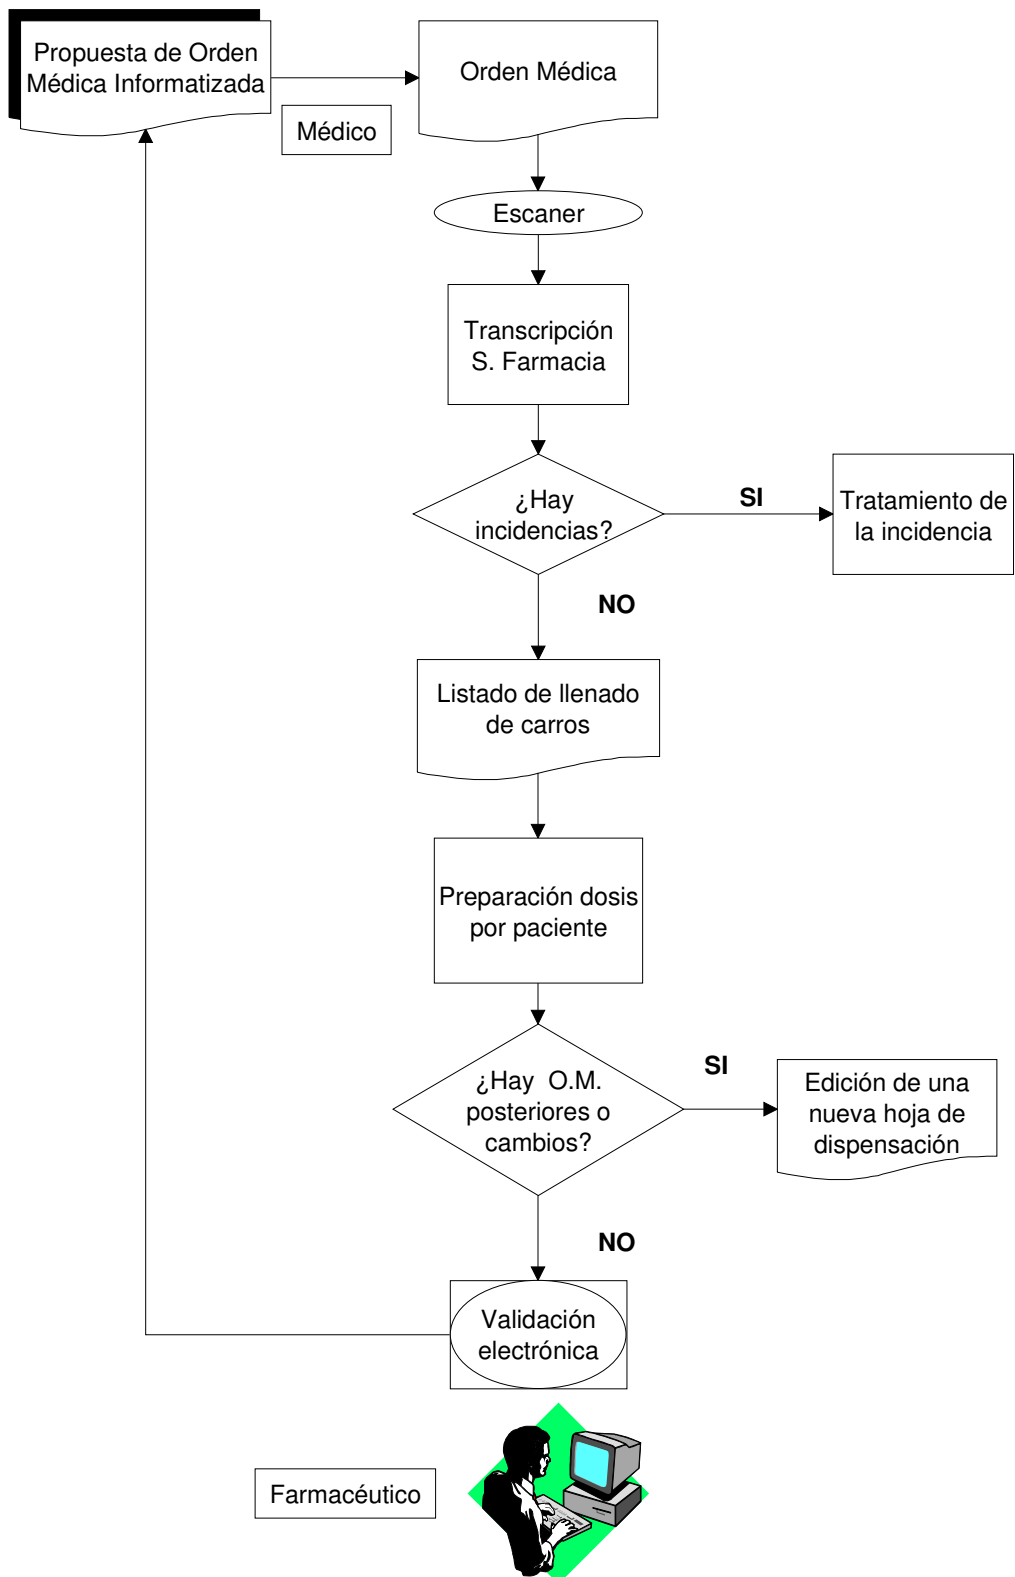 Propuesta de Orden
Médica Informatizada
Médico
Orden Médica
Escaner
Transcripción
S. Farmacia
¿Hay
incidencias?
SI
Tratamiento de
la incidencia
NO
Listado de llenado
de carros
Preparación dosis
por paciente
¿Hay O.M.
posteriores o
cambios?
SI
Edición de una
nueva hoja de
dispensación
NO
Validación
electrónica
Farmacéutico